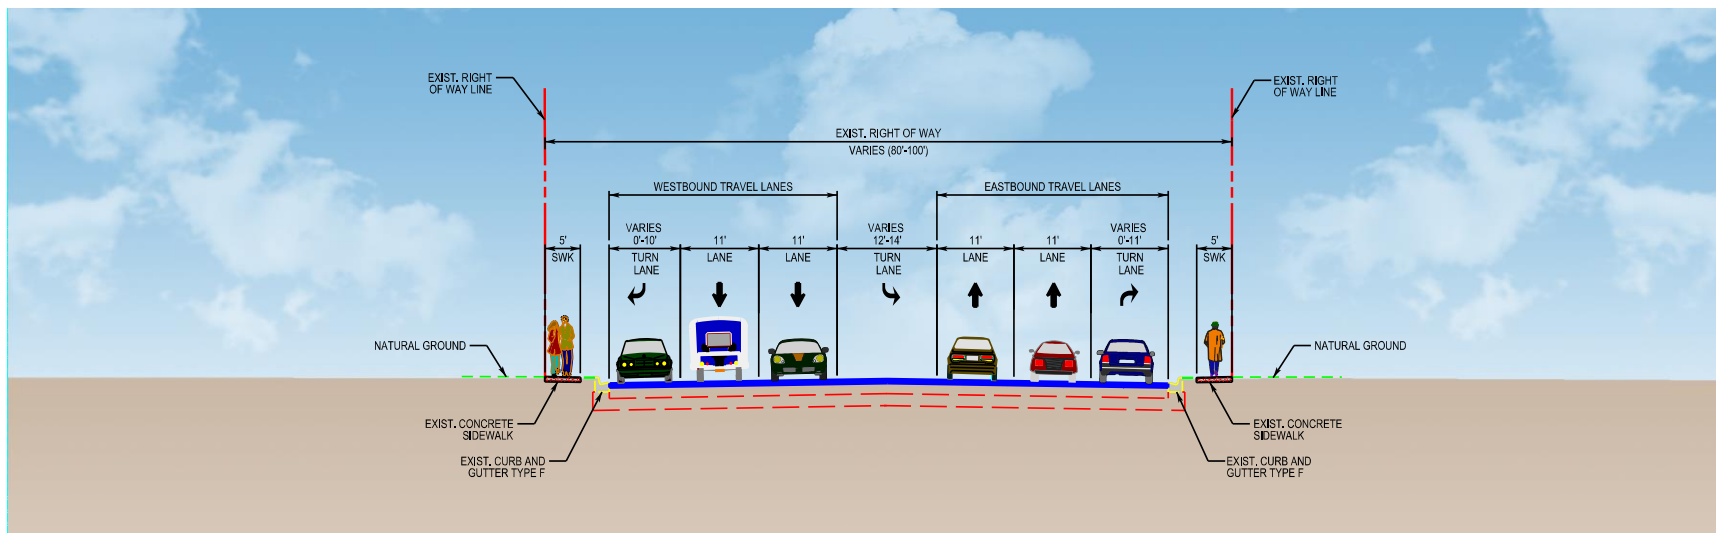 EXIST. RIGHT
OF WAY LINE
EXIST. RIGHT
OF WAY LINE
EXIST. RIGHT OF WAY
VARIES (80'-100')
WESTBOUND TRAVEL LANES
EASTBOUND TRAVEL LANES
5'
SWK
VARIES
0'-10'
TURN
LANE
11'
LANE
11'
LANE
VARIES
12'-14'
TURN
LANE
11'
LANE
11'
LANE
VARIES
0'-11'
TURN
LANE
5'
SWK
NATURAL GROUND
NATURAL GROUND
EXIST. CONCRETE
SIDEWALK
EXIST. CONCRETE
SIDEWALK
EXIST. CURB AND
GUTTER TYPE F
EXIST. CURB AND
GUTTER TYPE F